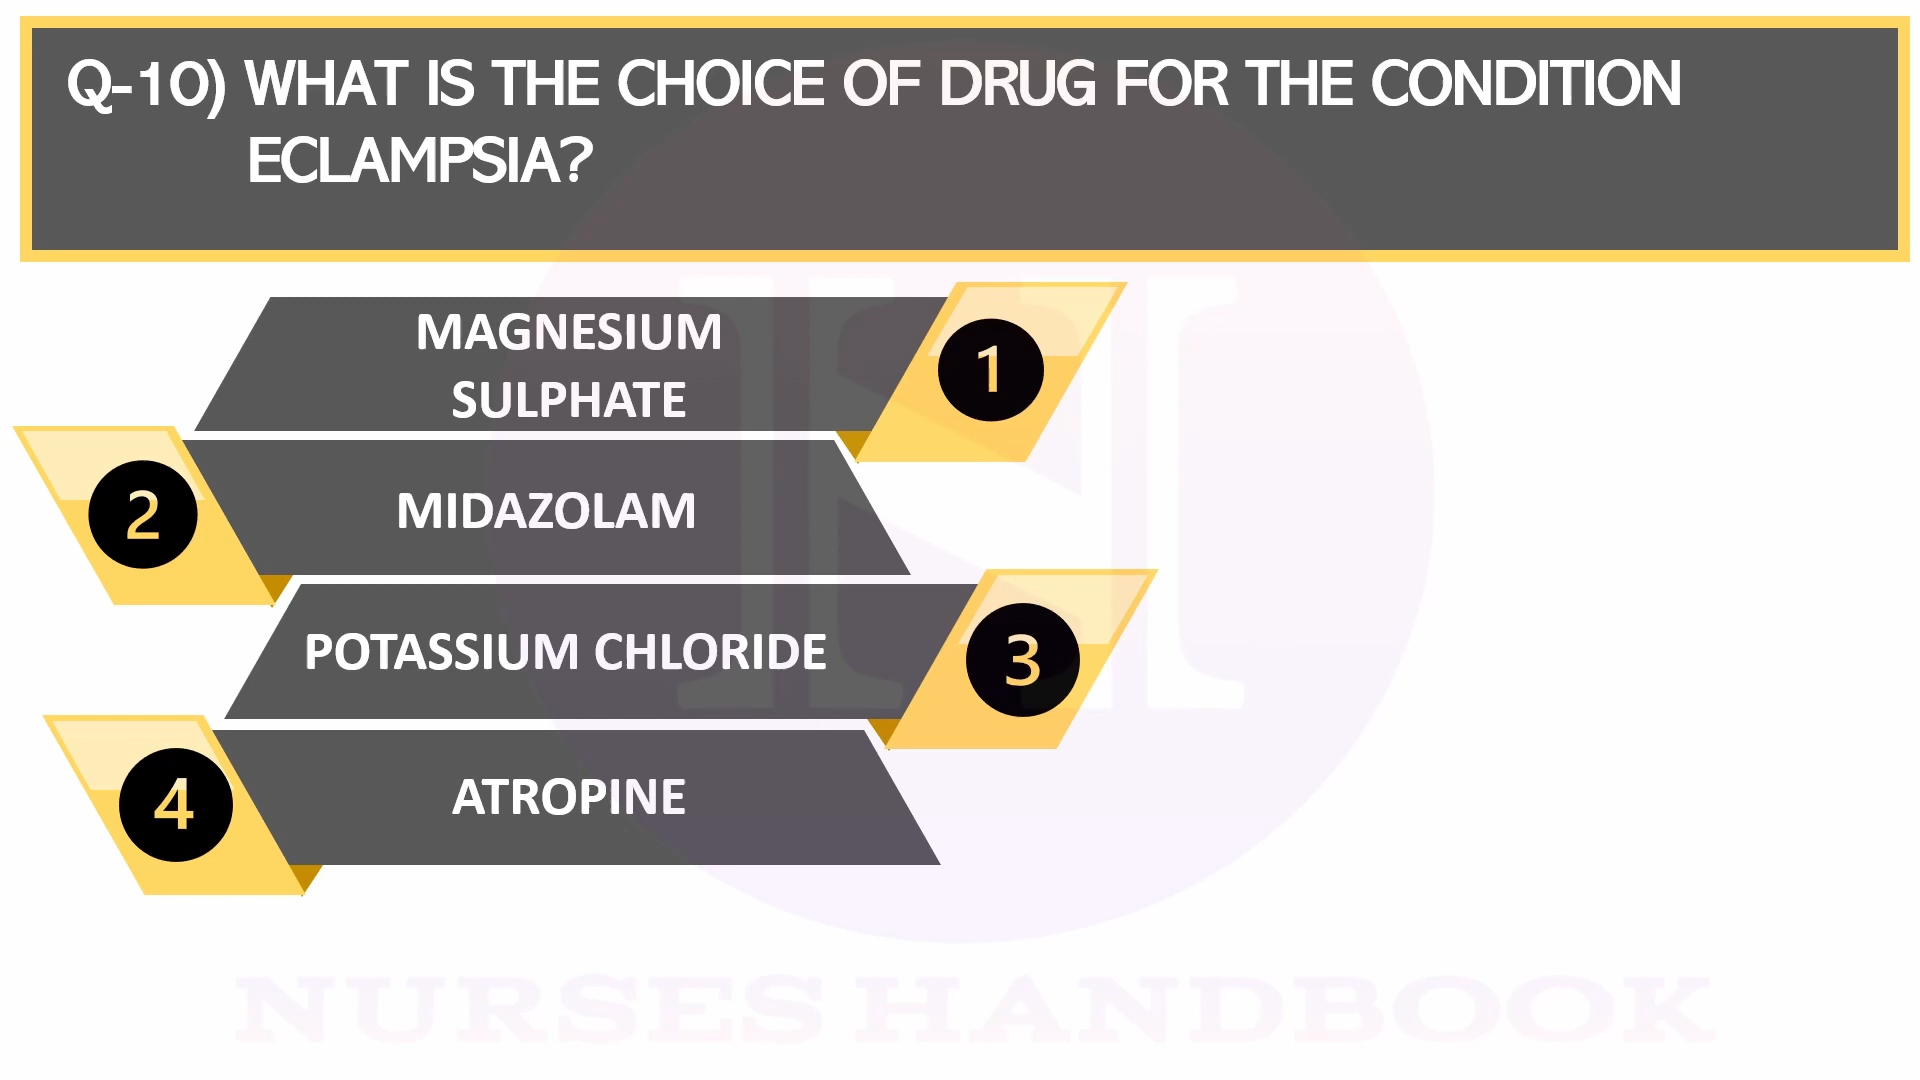 Q-10) WHAT IS THE CHOICE OF DRUG FOR THE CONDITION
ECLAMPSIA?
MAGNESIUM
SULPHATE
1
2
MIDAZOLAM
POTASSIUM CHLORIDE
3
4
ATROPINE
NURSES HANDBOOK